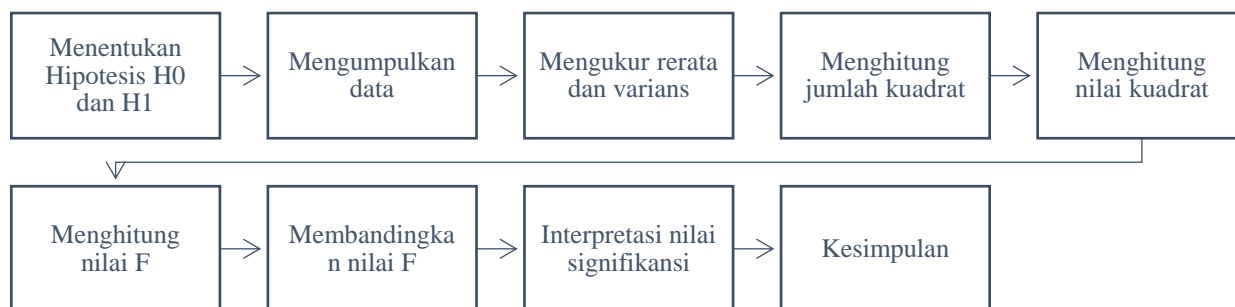 Menentukan
Hipotesis H0
dan H1
Mengumpulkan
data
Mengukur rerata
dan varians
Menghitung
jumlah kuadrat
Menghitung
nilai kuadrat
Menghitung
nilai F
Membandingka
n nilai F
Interpretasi nilai
signifikansi
Kesimpulan